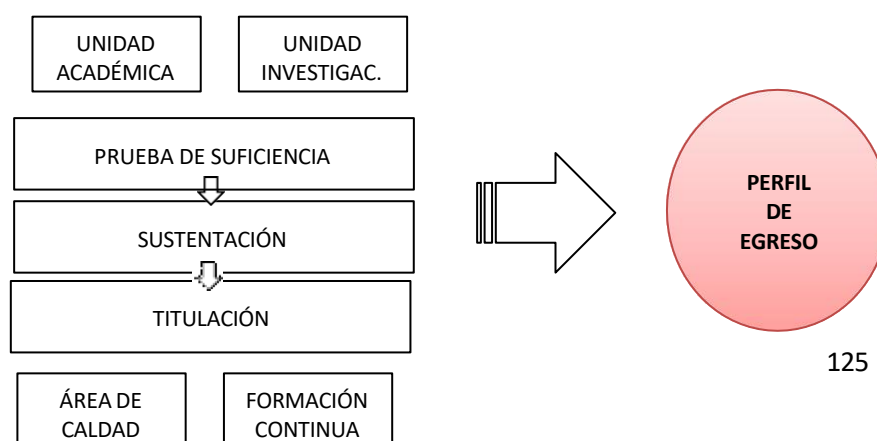 UNIDAD
ACADÉMICA
UNIDAD
INVESTIGAC.
PRUEBA DE SUFICIENCIA
SUSTENTACIÓN
TITULACIÓN
PERFIL
DE
EGRESO
125
ÁREA DE
CALDAD
FORMACIÓN
CONTINUA